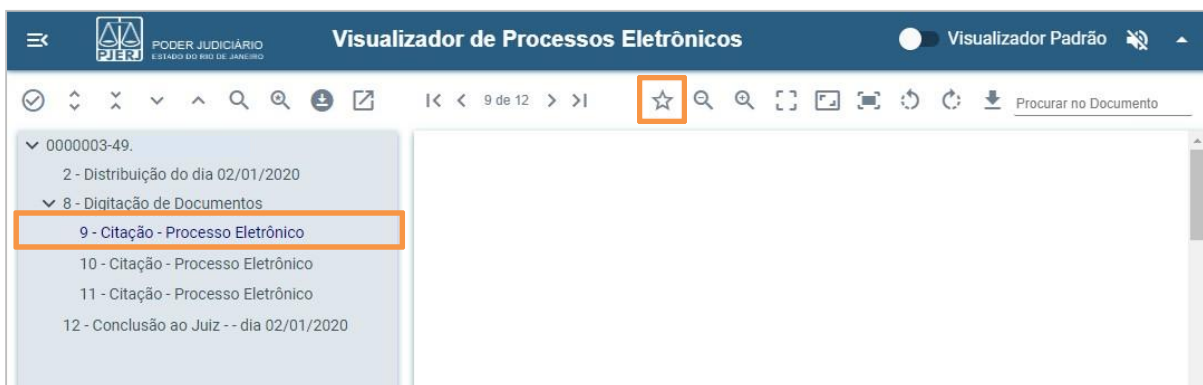 PJERJ PODER JUDICIÁRIO
ESTADO DO RIO DE JANEIRO
Visualizador de Processos Eletrônicos
Visualizador Padrão
9 de 12
Procurar no Documento
0000003-49.
2 - Distribuição do dia 02/01/2020
8 - Digitação de Documentos
9 - Citação - Processo Eletrônico
10 - Citação - Processo Eletrônico
11 - Citação - Processo Eletrônico
12 - Conclusão ao Juiz - - dia 02/01/2020